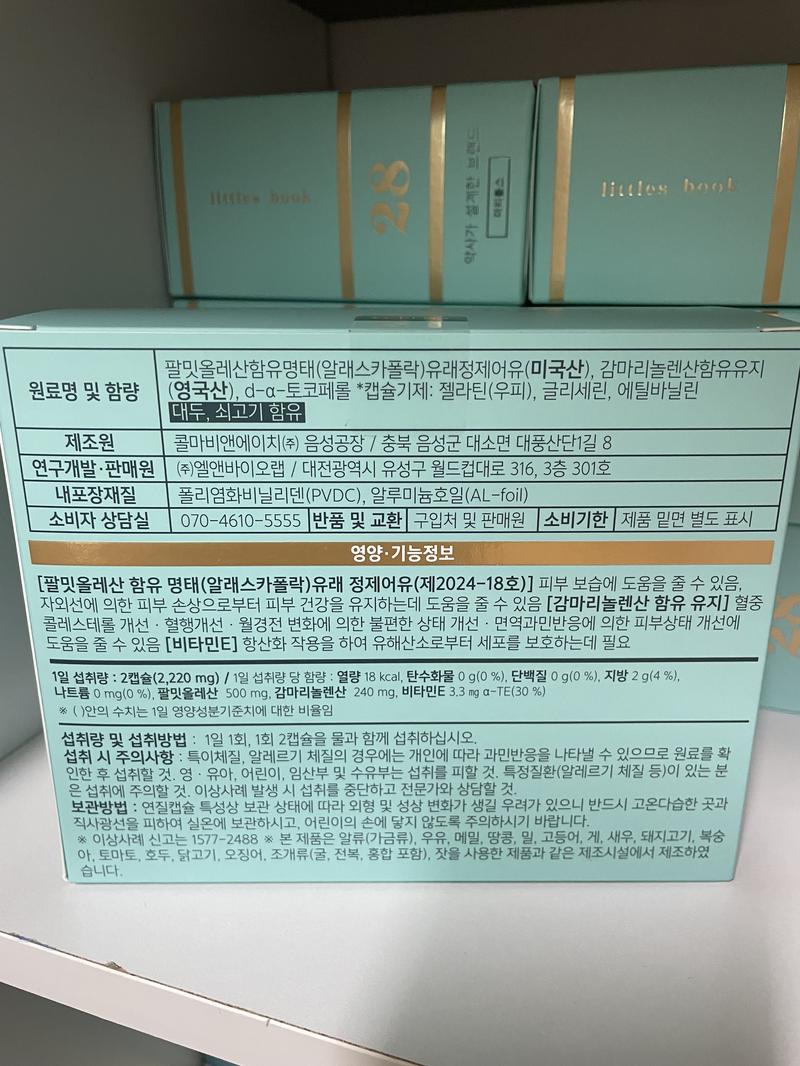 littles book
28
약사가 설계한 브랜드
littles book
원료명 및 함량
팔밋올레산함유명태(알래스카폴락)유래정제어유(미국산), 감마리놀렌산함유유지
(영국산), d-α-토코페롤 *캡슐기제: 젤라틴(우피), 글리세린, 에틸바닐린
대두, 쇠고기 함유
제조원 콜마비앤에이치㈜ 음성공장 / 충북 음성군 대소면 대풍산단1길 8
연구개발·판매원 ㈜엘앤바이오랩 / 대전광역시 유성구 월드컵대로 316, 3층 301호
내포장재질 폴리염화비닐리덴(PVDC), 알루미늄호일(AL-foil)
소비자 상담실 070-4610-5555 반품 및 교환 구입처 및 판매원 소비기한 제품 밑면 별도 표시
영양·기능정보
[팔밋올레산 함유 명태(알래스카폴락)유래 정제어유(제2024-18호)] 피부 보습에 도움을 줄 수 있음,
자외선에 의한 피부 손상으로부터 피부 건강을 유지하는데 도움을 줄 수 있음 [감마리놀렌산 함유 유지] 혈중
콜레스테롤 개선 · 혈행개선 · 월경전 변화에 의한 불편한 상태 개선 · 면역과민반응에 의한 피부상태 개선에
도움을 줄 수 있음 [비타민E] 항산화 작용을 하여 유해산소로부터 세포를 보호하는데 필요
1일 섭취량 : 2캡슐(2,220 mg) / 1일 섭취량 당 함량 : 열량 18 kcal, 탄수화물 0 g(0 %), 단백질 0 g(0 %), 지방 2 g(4 %),
나트륨 0 mg(0 %), 팔밋올레산 500 mg, 감마리놀렌산 240 mg, 비타민E 3.3 mg α-TE(30 %)
※ ( )안의 수치는 1일 영양성분기준치에 대한 비율임
섭취량 및 섭취방법 : 1일 1회, 1회 2캡슐을 물과 함께 섭취하십시오.
섭취 시 주의사항 : 특이체질, 알레르기 체질의 경우에는 개인에 따라 과민반응을 나타낼 수 있으므로 원료를 확
인한 후 섭취할 것. 영 · 유아, 어린이, 임산부 및 수유부는 섭취를 피할 것. 특정질환(알레르기 체질 등)이 있는 분
은 섭취에 주의할 것. 이상사례 발생 시 섭취를 중단하고 전문가와 상담할 것.
보관방법 : 연질캡슐 특성상 보관 상태에 따라 외형 및 성상 변화가 생길 우려가 있으니 반드시 고온다습한 곳과
직사광선을 피하여 실온에 보관하시고, 어린이의 손에 닿지 않도록 주의하시기 바랍니다.
※ 이상사례 신고는 1577-2488 ※ 본 제품은 알류(가금류), 우유, 메밀, 땅콩, 밀, 고등어, 게, 새우, 돼지고기, 복숭
아, 토마토, 호두, 닭고기, 오징어, 조개류(굴, 전복, 홍합 포함), 잣을 사용한 제품과 같은 제조시설에서 제조하였
습니다.